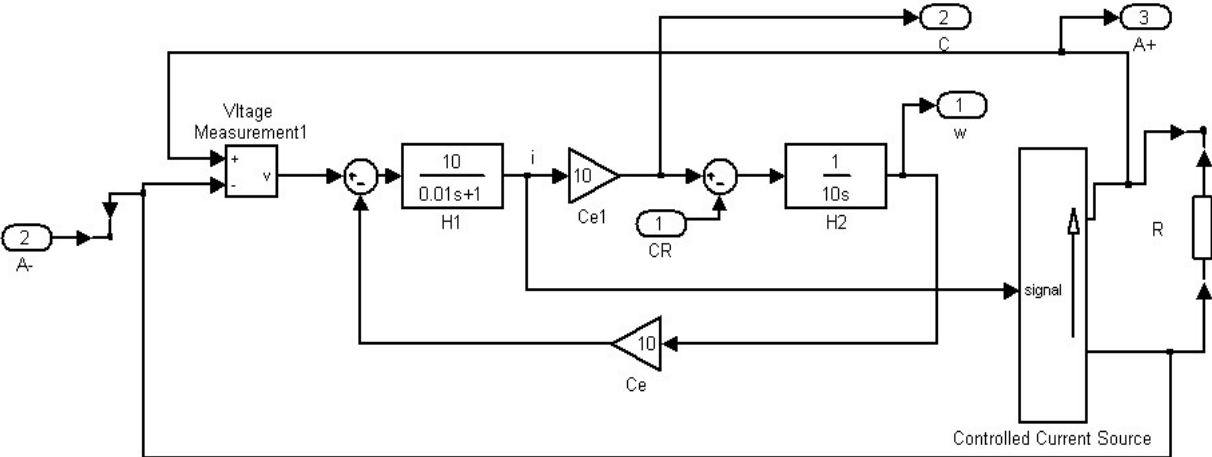 2
C
3
A+
Vltage
Measurement1
+
-
v
1
w
+
-
10
0.01s+1
H1
i
10
Ce1
+
-
1
10s
H2
1
CR
2
A-
R
signal
10
Ce
Controlled Current Source